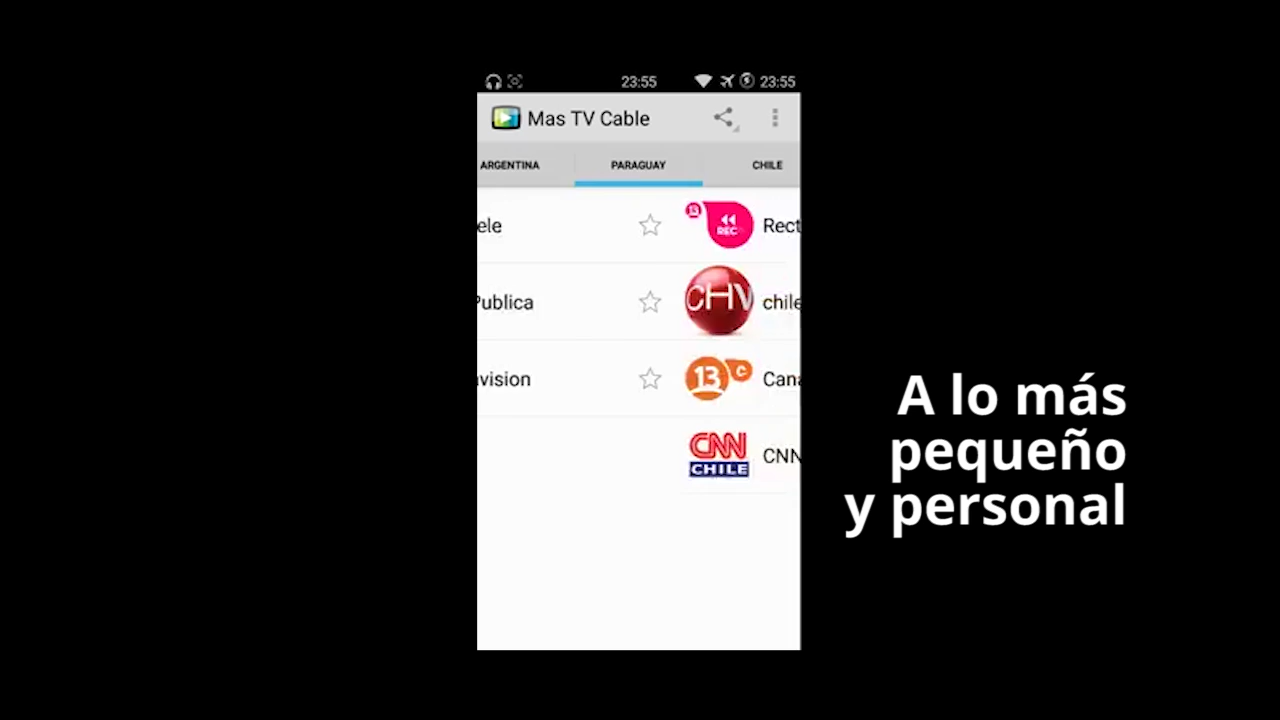 23:55 23:55
Mas TV Cable
ARGENTINA PARAGUAY CHILE
ele 13 REC Rect
Publica CHV chile
vision 13 C Cana
CNN CHILE CNN
A lo más
pequeño
y personal